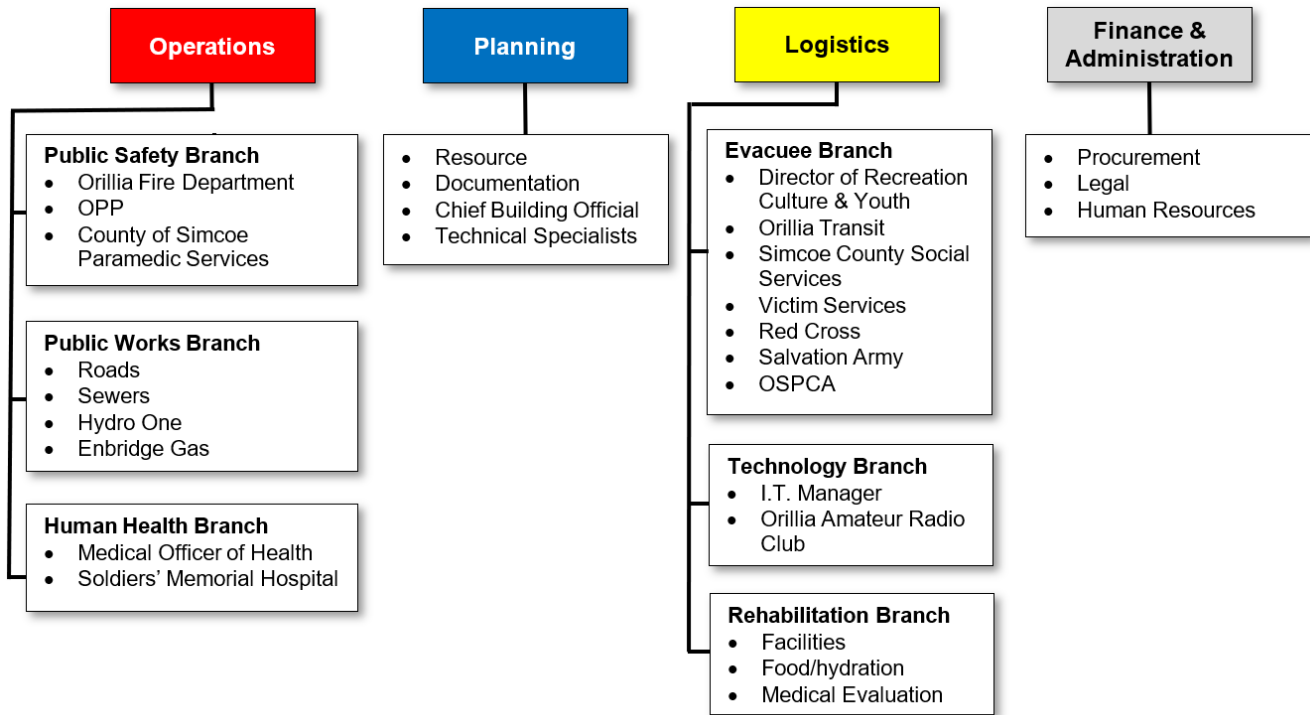 Operations
Public Safety Branch
• Orillia Fire Department
• OPP
• County of Simcoe
Paramedic Services
Public Works Branch
• Roads
• Sewers
• Hydro One
• Enbridge Gas
Human Health Branch
• Medical Officer of Health
• Soldiers’ Memorial Hospital
Planning
• Resource
• Documentation
• Chief Building Official
• Technical Specialists
Logistics
Evacuee Branch
• Director of Recreation
Culture & Youth
• Orillia Transit
• Simcoe County Social
Services
• Victim Services
• Red Cross
• Salvation Army
• OSPCA
Technology Branch
• I.T. Manager
• Orillia Amateur Radio
Club
Rehabilitation Branch
• Facilities
• Food/hydration
• Medical Evaluation
Finance &
Administration
• Procurement
• Legal
• Human Resources